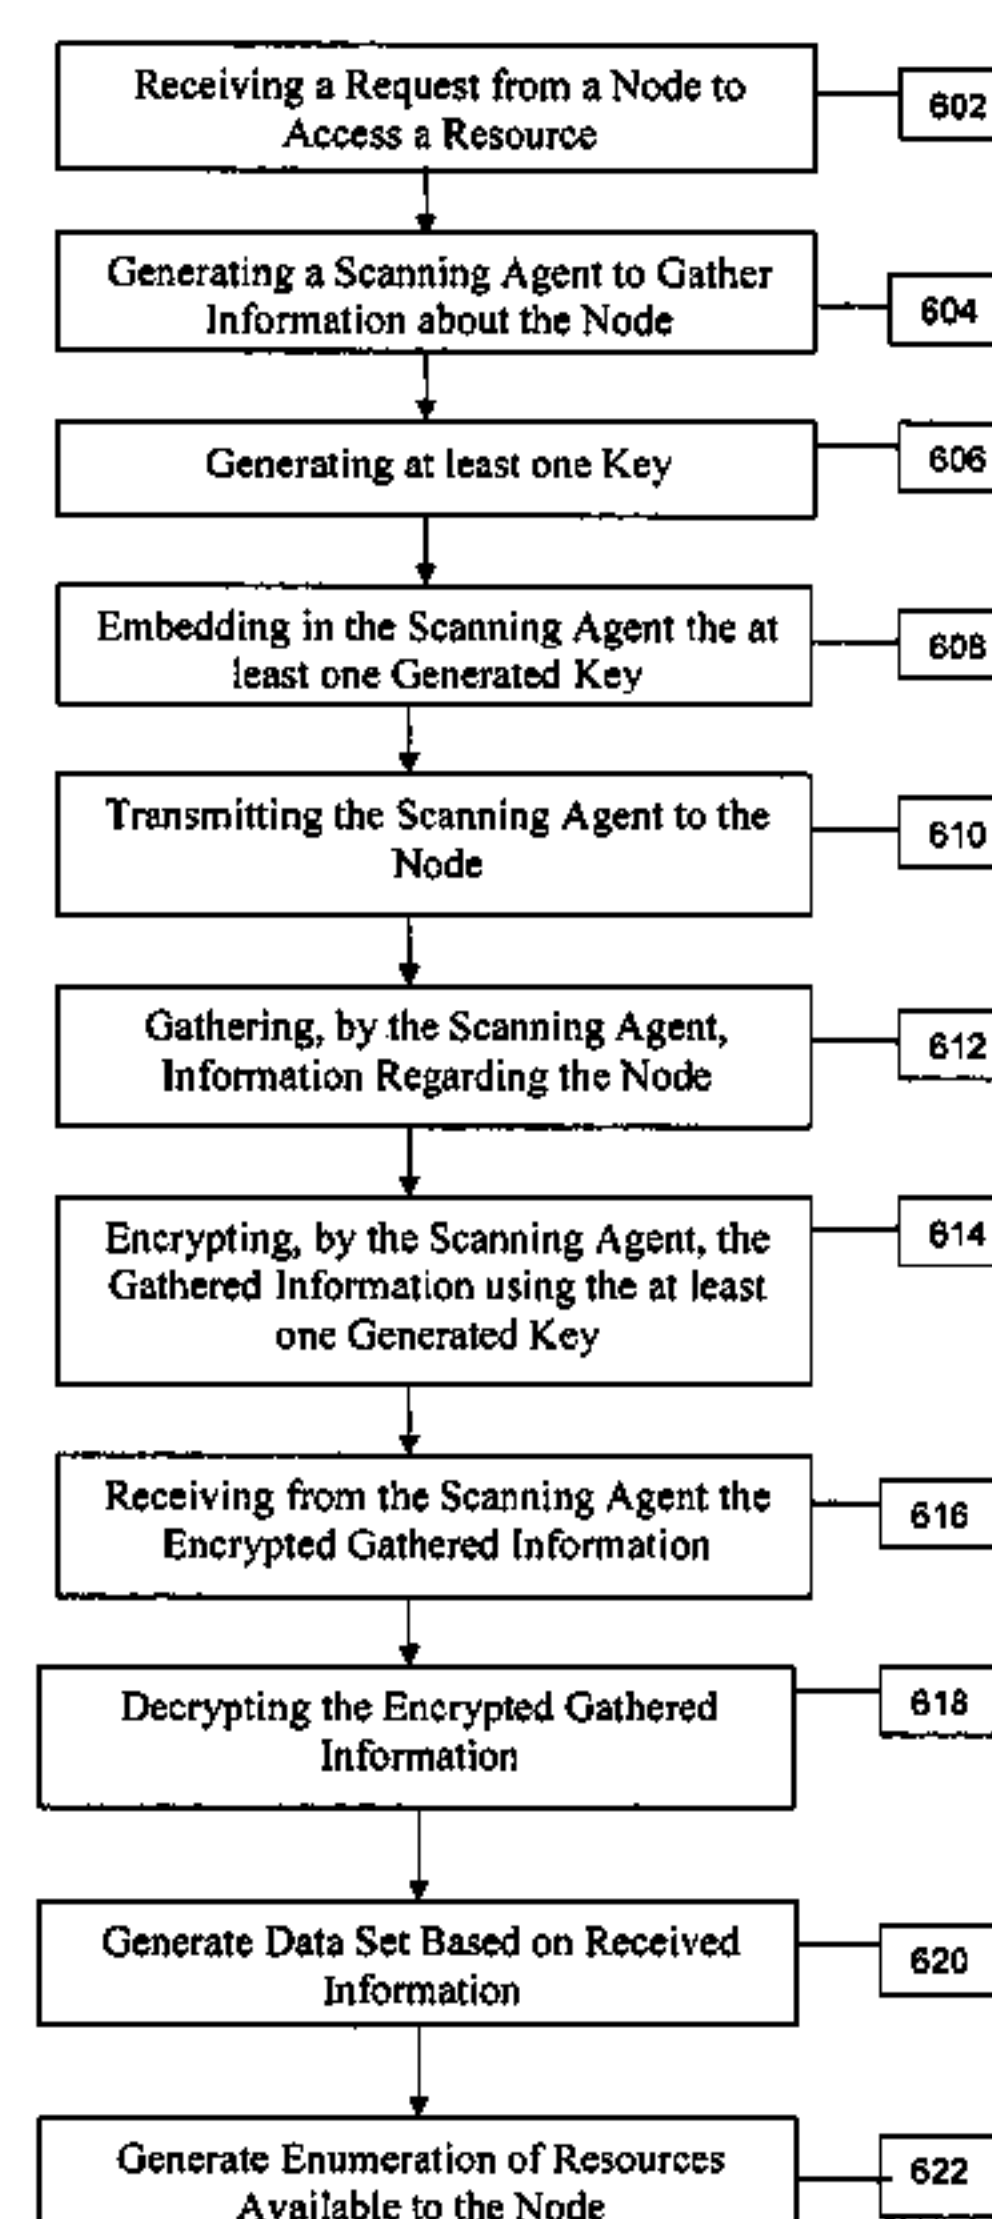 Receiving a Request from a Node to
Access a Resource
602
Generating a Scanning Agent to Gather
Information about the Node
604
Generating at least one Key
606
Embedding in the Scanning Agent the at
least one Generated Key
608
Transmitting the Scanning Agent to the
Node
610
Gathering, by the Scanning Agent,
Information Regarding the Node
612
Encrypting, by the Scanning Agent, the
Gathered Information using the at least
one Generated Key
614
Receiving from the Scanning Agent the
Encrypted Gathered Information
616
Decrypting the Encrypted Gathered
Information
618
Generate Data Set Based on Received
Information
620
Generate Enumeration of Resources
Available to the Node
622